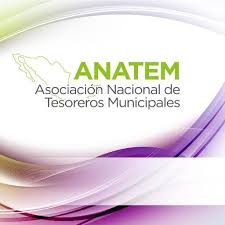 ANATEM
Asociación Nacional de
Tesoreros Municipales